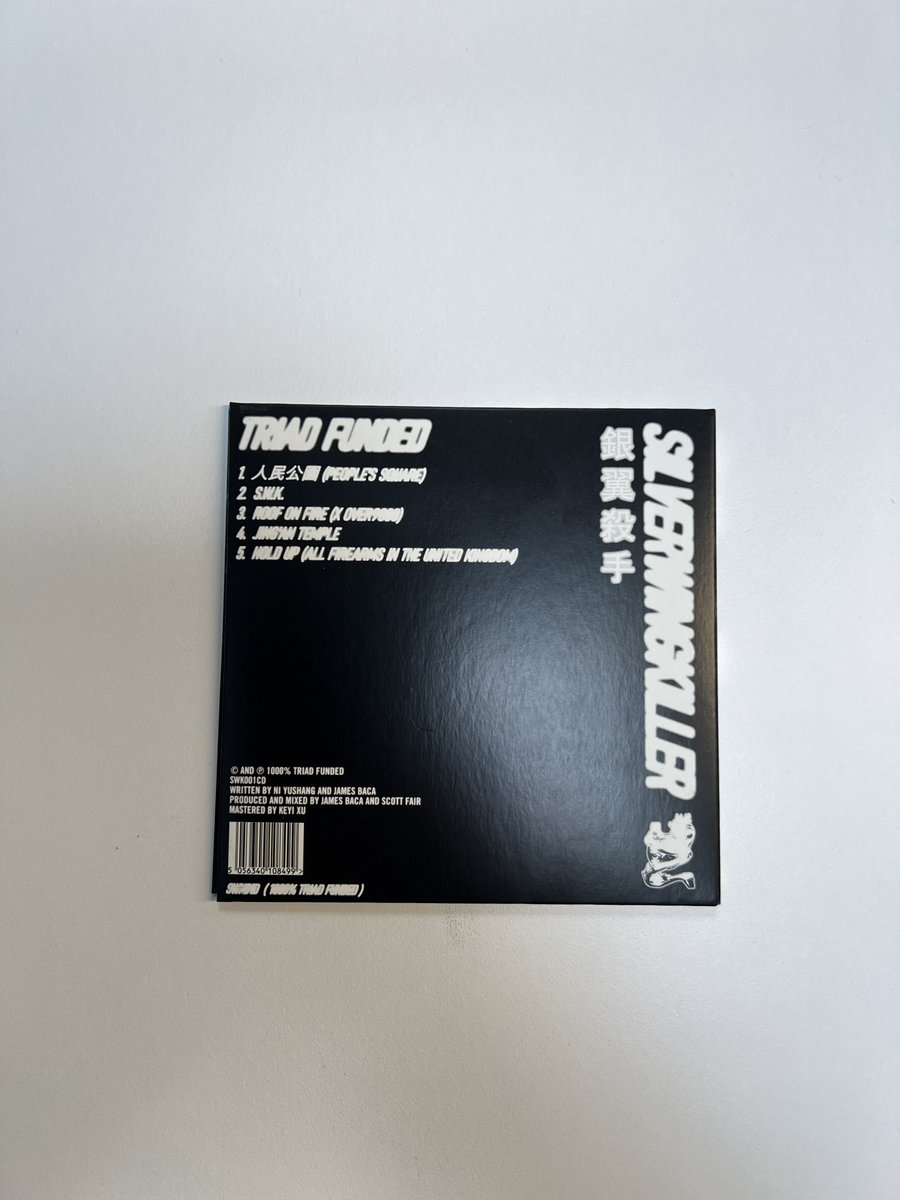 TRIAD FUNDED
1. 人民公園 (PEOPLE'S SQUARE)
2. S.W.K.
3. ROOF ON FIRE (X OVER9000)
4. JING'AN TEMPLE
5. HOLD UP (ALL FIREARMS IN THE UNITED KINGDOM)
銀翼殺手
SILVERWINGKILLER
© AND ℗ 1000% TRIAD FUNDED
SWK001CD
WRITTEN BY NI YUSHANG AND JAMES BACA
PRODUCED AND MIXED BY JAMES BACA AND SCOTT FAIR
MASTERED BY KEYI XU
5 056340 108499 >
(1000% TRIAD FUNDED)